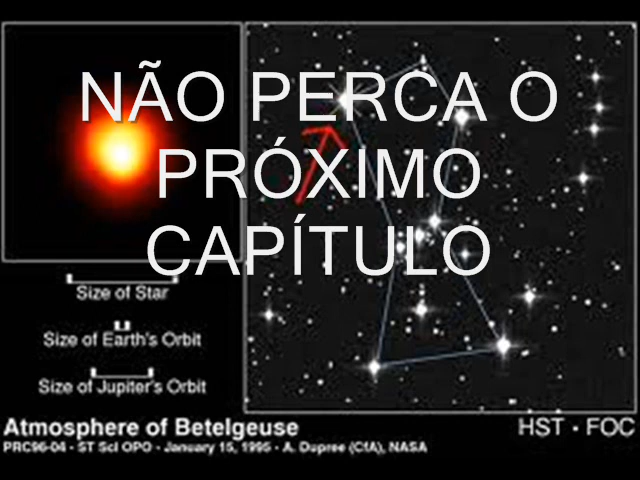 NÃO PERCA O
PRÓXIMO
CAPÍTULO
Size of Star
Size of Earth's Orbit
Size of Jupiter's Orbit
Atmosphere of Betelgeuse
HST · FOC
PRC96-04 · ST ScI OPO · January 15, 1995 · A. Dupree (CfA), NASA